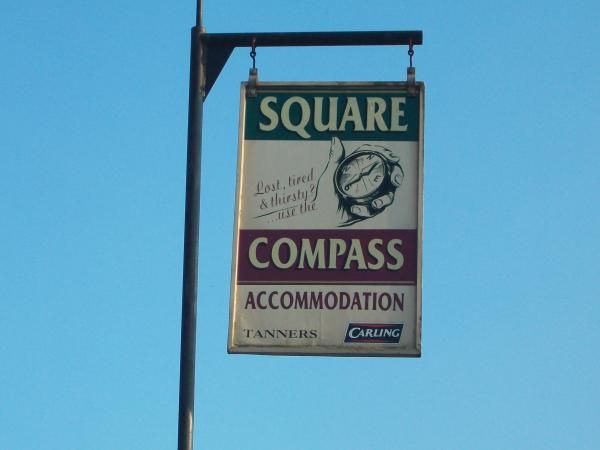 SQUARE
Lost, tired
& thirsty?
...use the
COMPASS
ACCOMMODATION
TANNERS CARLING